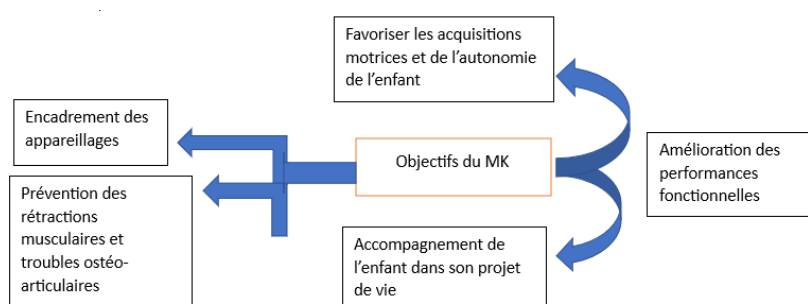 Favoriser les acquisitions
motrices et de l'autonomie
de l'enfant
Encadrement des
appareillages
Objectifs du MK
Amélioration des
performances
fonctionnelles
Prévention des
rétractions
musculaires et
troubles ostéo-
articulaires
Accompagnement de
l'enfant dans son projet
de vie